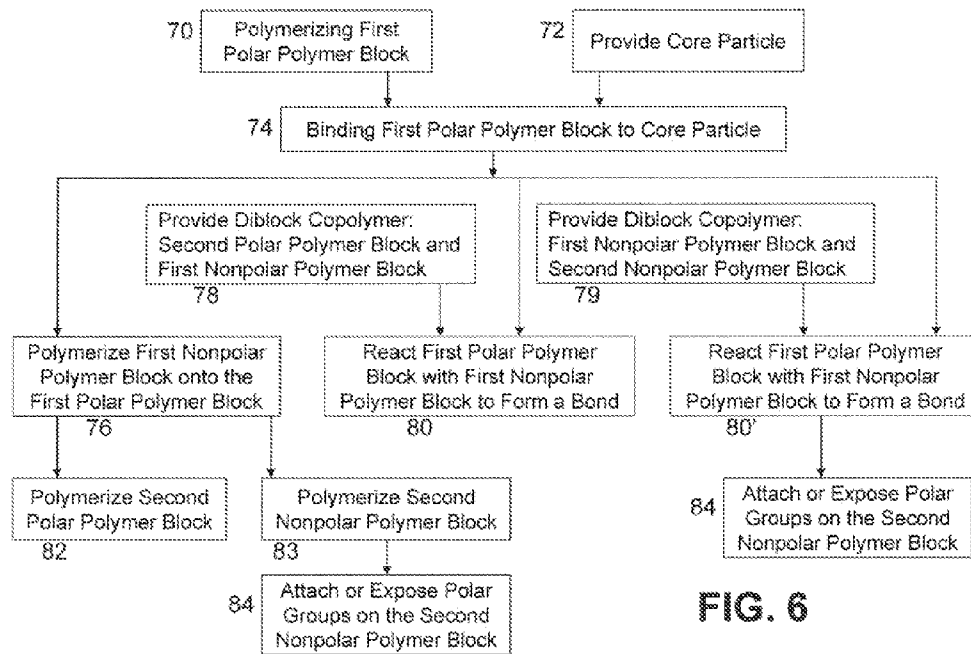 70
Polymerizing First
Polar Polymer Block
72
Provide Core Particle
74
Binding First Polar Polymer Block to Core Particle
Provide Diblock Copolymer:
Second Polar Polymer Block and
First Nonpolar Polymer Block
78
Provide Diblock Copolymer:
First Nonpolar Polymer Block and
Second Nonpolar Polymer Block
79
Polymerize First Nonpolar
Polymer Block onto the
First Polar Polymer Block
76
React First Polar Polymer
Block with First Nonpolar
Polymer Block to Form a Bond
80
React First Polar Polymer
Block with First Nonpolar
Polymer Block to Form a Bond
80'
Polymerize Second
Polar Polymer Block
82
Polymerize Second
Nonpolar Polymer Block
83
84
Attach or Expose Polar
Groups on the Second
Nonpolar Polymer Block
84
Attach or Expose Polar
Groups on the Second
Nonpolar Polymer Block
FIG. 6